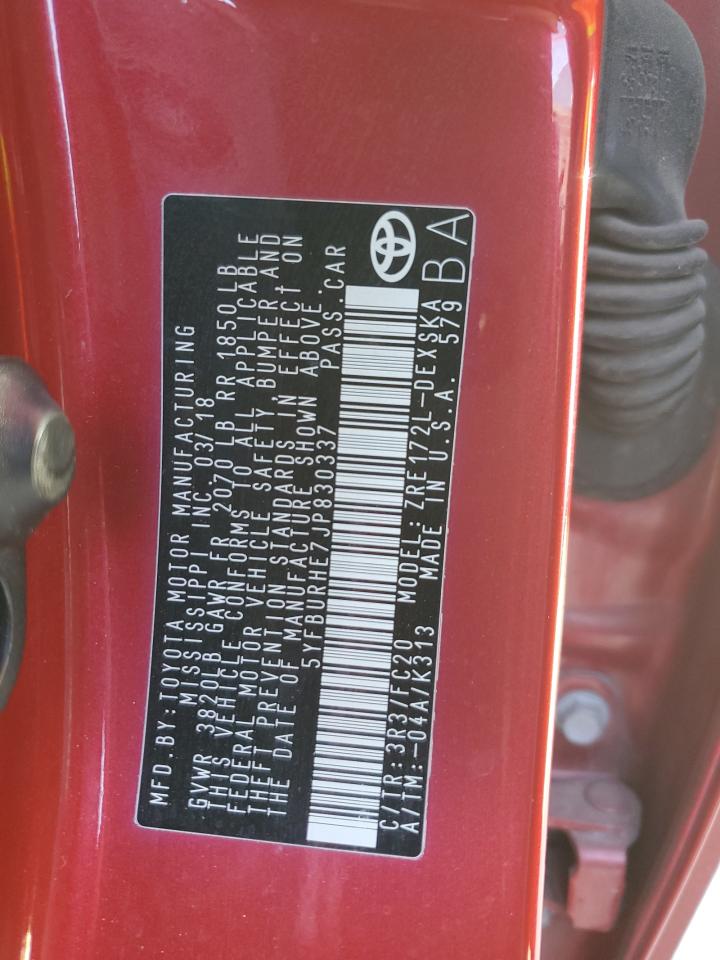 MFD.BY:TOYOTA MOTOR MANUFACTURING
MISSISSIPPI INC. 03/18
GVWR 3820LB GAWR FR 2070 LB RR 1850 LB
THIS VEHICLE CONFORMS TO ALL APPLICABLE
FEDERAL MOTOR VEHICLE SAFETY, BUMPER, AND
THEFT PREVENTION STANDARDS IN EFFECT ON
THE DATE OF MANUFACTURE SHOWN ABOVE.
5YFBURHE7JP830337 PASS.CAR
C/TR:3R3/FC20 MODEL:ZRE172L-DEXSKA
A/TM:-04A/K313 MADE IN U.S.A. 579
BA